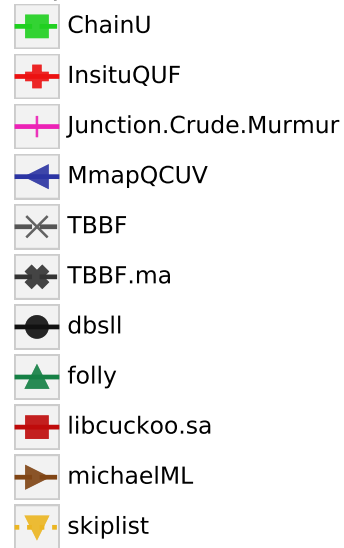 ChainU
InsituQUF
Junction.Crude.Murmur
MmapQCUV
TBBF
TBBF.ma
dbsll
folly
libcuckoo.sa
michaelML
skiplist